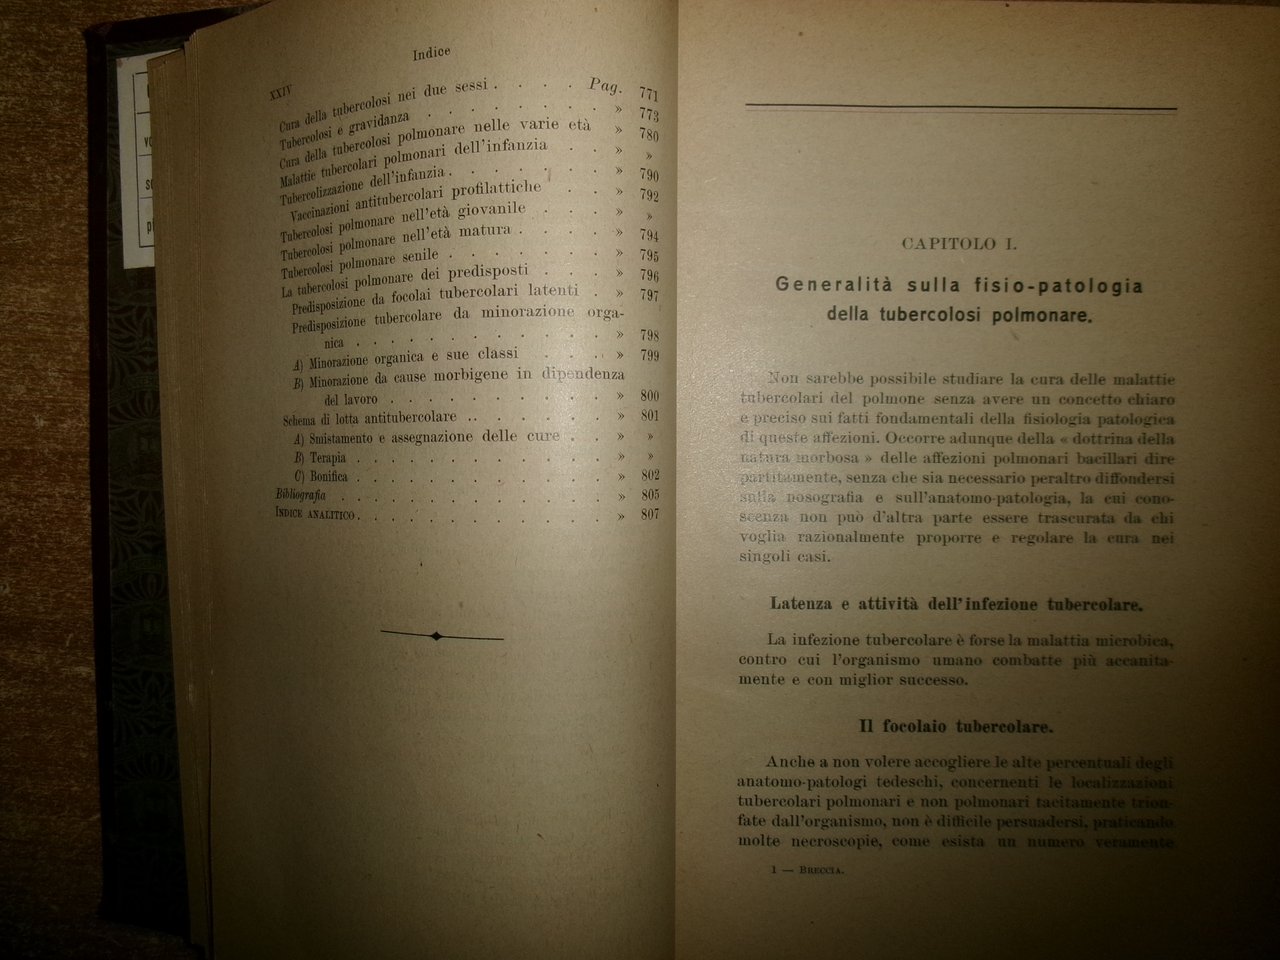 Indice
XXIV
Cura della tubercolosi nei due sessi . . . . Pag. 771
Tubercolosi e gravidanza . . . . . . . . » 773
Cura della tubercolosi polmonare nelle varie età » 780
Malattie tubercolari polmonari dell'infanzia . . » »
Tubercolizzazione dell'infanzia . . . . . . . » 790
Vaccinazioni antitubercolari profilattiche . . » 792
Tubercolosi polmonare nell'età giovanile . . . » »
Tubercolosi polmonare nell'età matura . . . . » 794
Tubercolosi polmonare senile . . . . . . . » 795
La tubercolosi polmonare dei predisposti . . . » 796
Predisposizione da focolai tubercolari latenti . » 797
Predisposizione tubercolare da minorazione orga-
nica . . . . . . . . . . . » 798
A) Minorazione organica e sue classi . . . . » 799
B) Minorazione da cause morbigene in dipendenza
del lavoro . . . . . . . . . » 800
Schema di lotta antitubercolare . . . . . . » 801
A) Smistamento e assegnazione delle cure . . » »
B) Terapia . . . . . . . . . . . » »
C) Bonifica . . . . . . . . . . . » 802
Bibliografia . . . . . . . . . . . » 805
INDICE ANALITICO . . . . . . . . . . » 807
CAPITOLO I.
Generalità sulla fisio-patologia
della tubercolosi polmonare.
Non sarebbe possibile studiare la cura delle malattie
tubercolari del polmone senza avere un concetto chiaro
e preciso sui fatti fondamentali della fisiologia patologica
di queste affezioni. Occorre adunque della « dottrina della
natura morbosa » delle affezioni polmonari bacillari dire
partitamente, senza che sia necessario peraltro diffondersi
sulla nosografia e sull'anatomo-patologia, la cui cono-
scenza non può d'altra parte essere trascurata da chi
voglia razionalmente proporre e regolare la cura nei
singoli casi.
Latenza e attività dell'infezione tubercolare.
La infezione tubercolare è forse la malattia microbica,
contro cui l'organismo umano combatte più accanita-
mente e con miglior successo.
Il focolaio tubercolare.
Anche a non volere accogliere le alte percentuali degli
anatomo-patologi tedeschi, concernenti le localizzazioni
tubercolari polmonari e non polmonari tacitamente trion-
fate dall'organismo, non è difficile persuadersi, praticando
molte necroscopie, come esista un numero veramente
1 — BRECCIA.